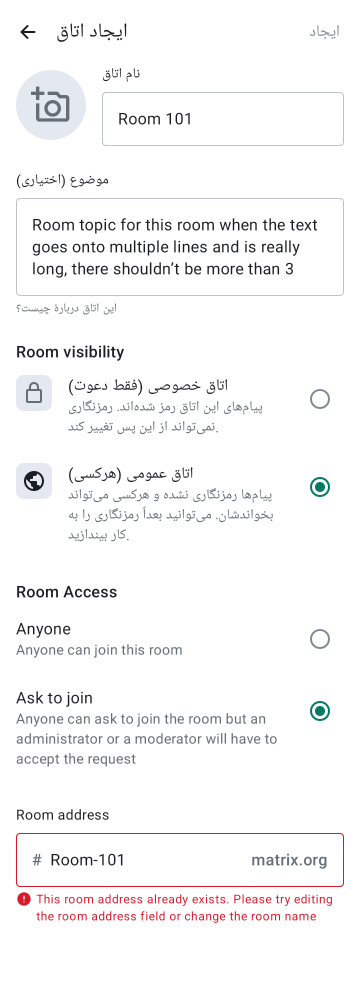 ایجاد اتاق
ایجاد
نام اتاق
Room 101
موضوع (اختیاری)
Room topic for this room when the text
goes onto multiple lines and is really
long, there shouldn’t be more than 3
این اتاق دربارهٔ چیست؟
Room visibility
اتاق خصوصی (فقط دعوت)
پیام‌های این اتاق رمز شده‌اند. رمزنگاری
نمی‌تواند از این پس تغییر کند.
اتاق عمومی (هرکسی)
پیام‌ها رمزنگاری نشده و هرکسی می‌تواند
بخواندشان. می‌توانید بعداً رمزنگاری را به
کار بیندازید.
Room Access
Anyone
Anyone can join this room
Ask to join
Anyone can ask to join the room but an
administrator or a moderator will have to
accept the request
Room address
# Room-101 matrix.org
This room address already exists. Please try editing
the room address field or change the room name